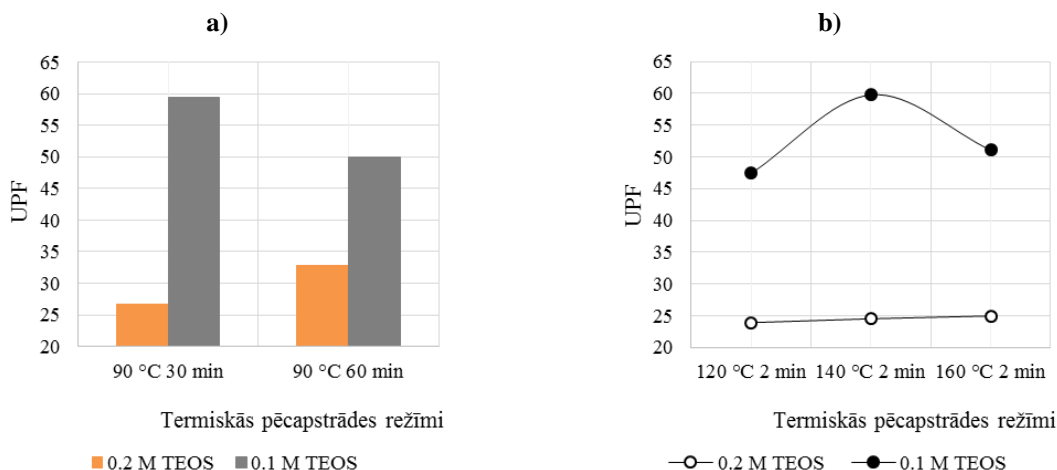 a)
65
60
55
50
45
40
35
30
25
20
UPF
90 °C 30 min
90 °C 60 min
Termiskās pēcapstrādes režīmi
0.2 M TEOS
0.1 M TEOS
b)
65
60
55
50
45
40
35
30
25
20
UPF
120 °C 2 min
140 °C 2 min
160 °C 2 min
Termiskās pēcapstrādes režīmi
0.2 M TEOS
0.1 M TEOS